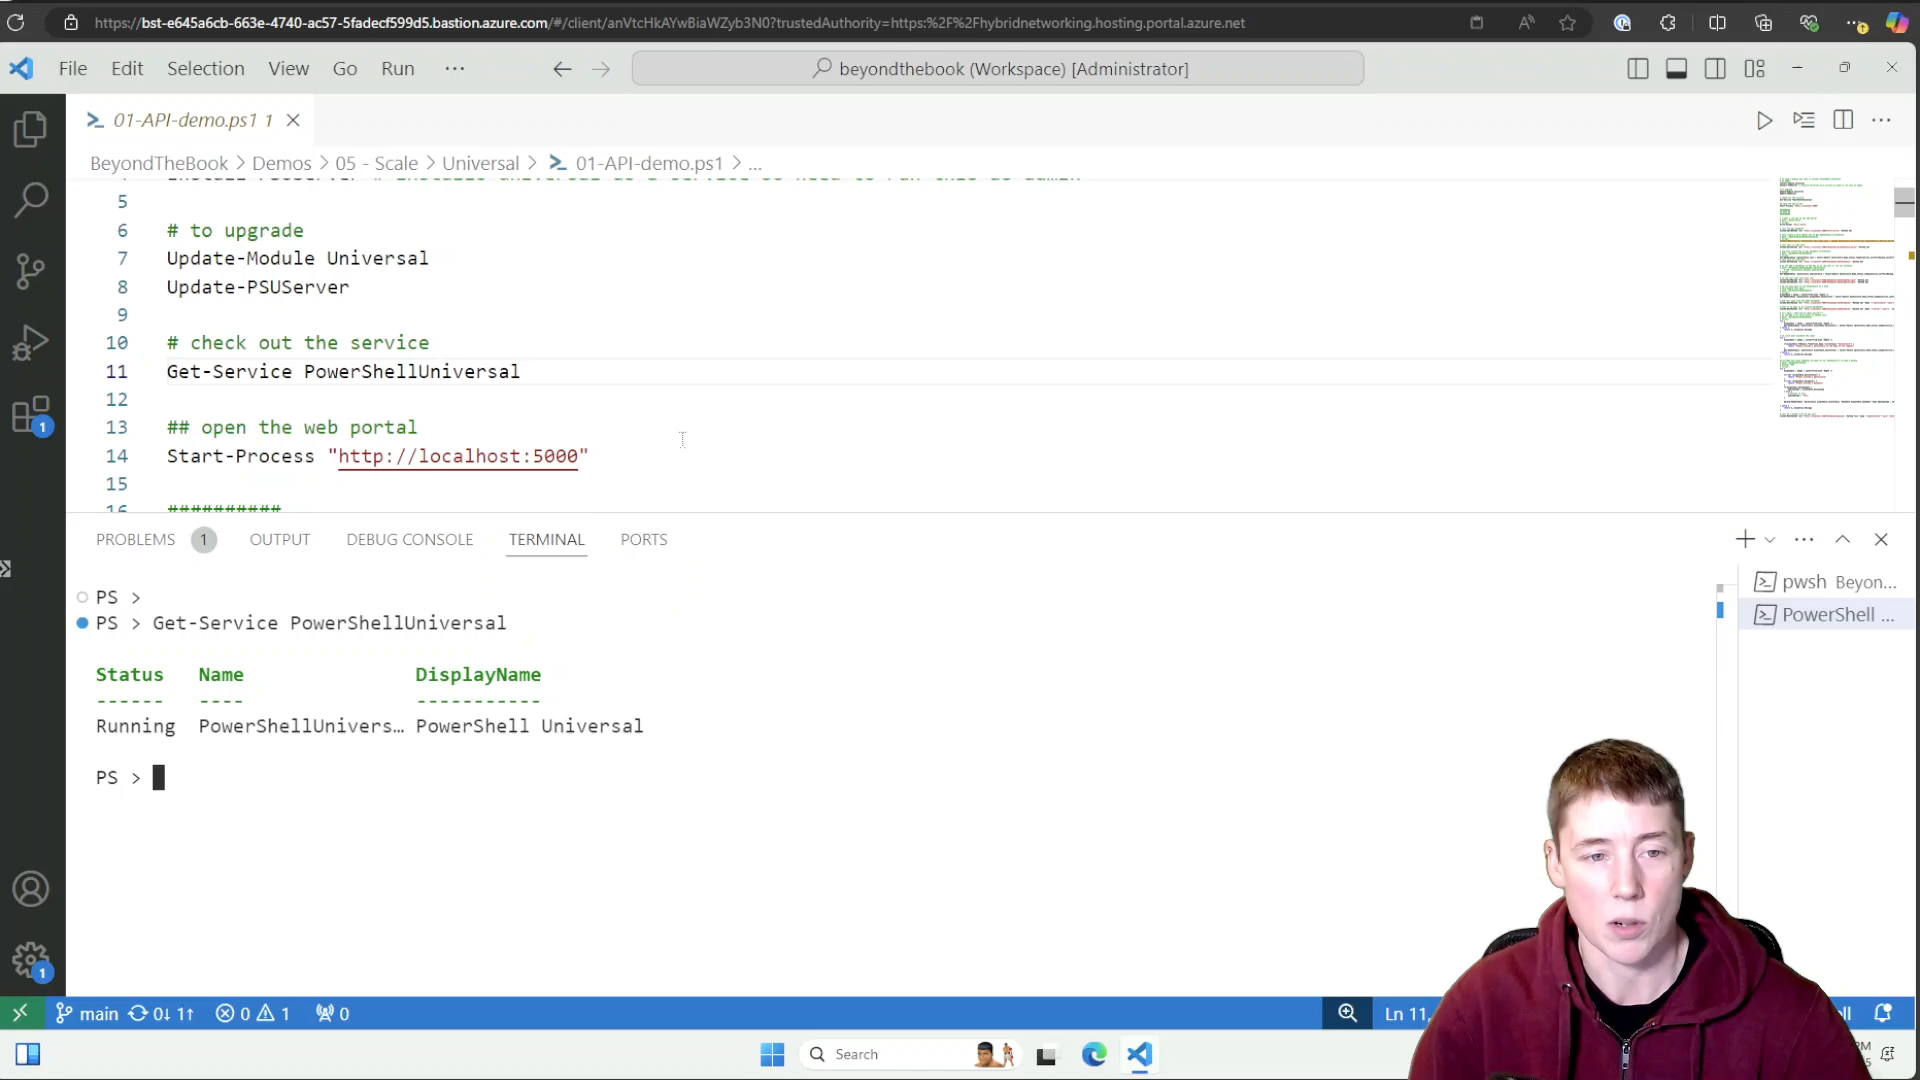 https://bst-e645a6cb-663e-4740-ac57-5fadecf599d5.bastion.azure.com/#/client/anVtcHkAYwBiaWZyb3N0?trustedAuthority=https:%2F%2Fhybridnetworking.hosting.portal.azure.net
File Edit Selection View Go Run ···
beyondthebook (Workspace) [Administrator]
01-API-demo.ps1 1
BeyondTheBook > Demos > 05 - Scale > Universal > 01-API-demo.ps1 > ...
5
6 # to upgrade
7 Update-Module Universal
8 Update-PSUServer
9
10 # check out the service
11 Get-Service PowerShellUniversal
12
13 ## open the web portal
14 Start-Process "http://localhost:5000"
15
16 ##########
PROBLEMS 1 OUTPUT DEBUG CONSOLE TERMINAL PORTS
PS >
PS > Get-Service PowerShellUniversal
Status Name DisplayName
------ ---- -----------
Running PowerShellUnivers… PowerShell Universal
PS >
pwsh Beyon...
PowerShell ...
1
1
main 0↓ 1↑ 0 1 0
Ln 11,
Search